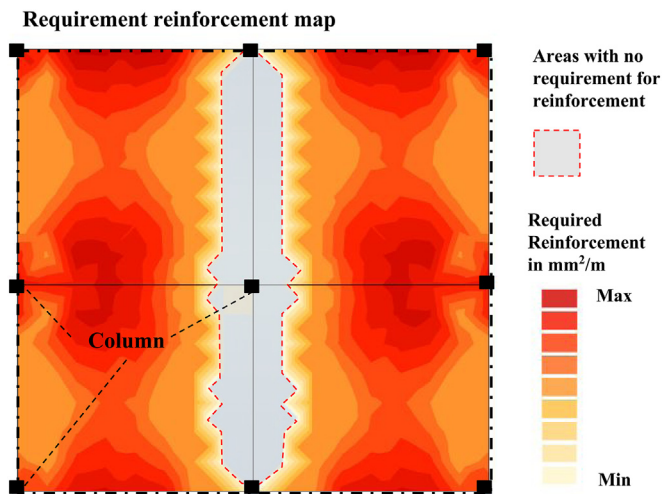 Requirement reinforcement map
Areas with no
requirement for
reinforcement
Required
Reinforcement
in mm²/m
Max
Min
Column